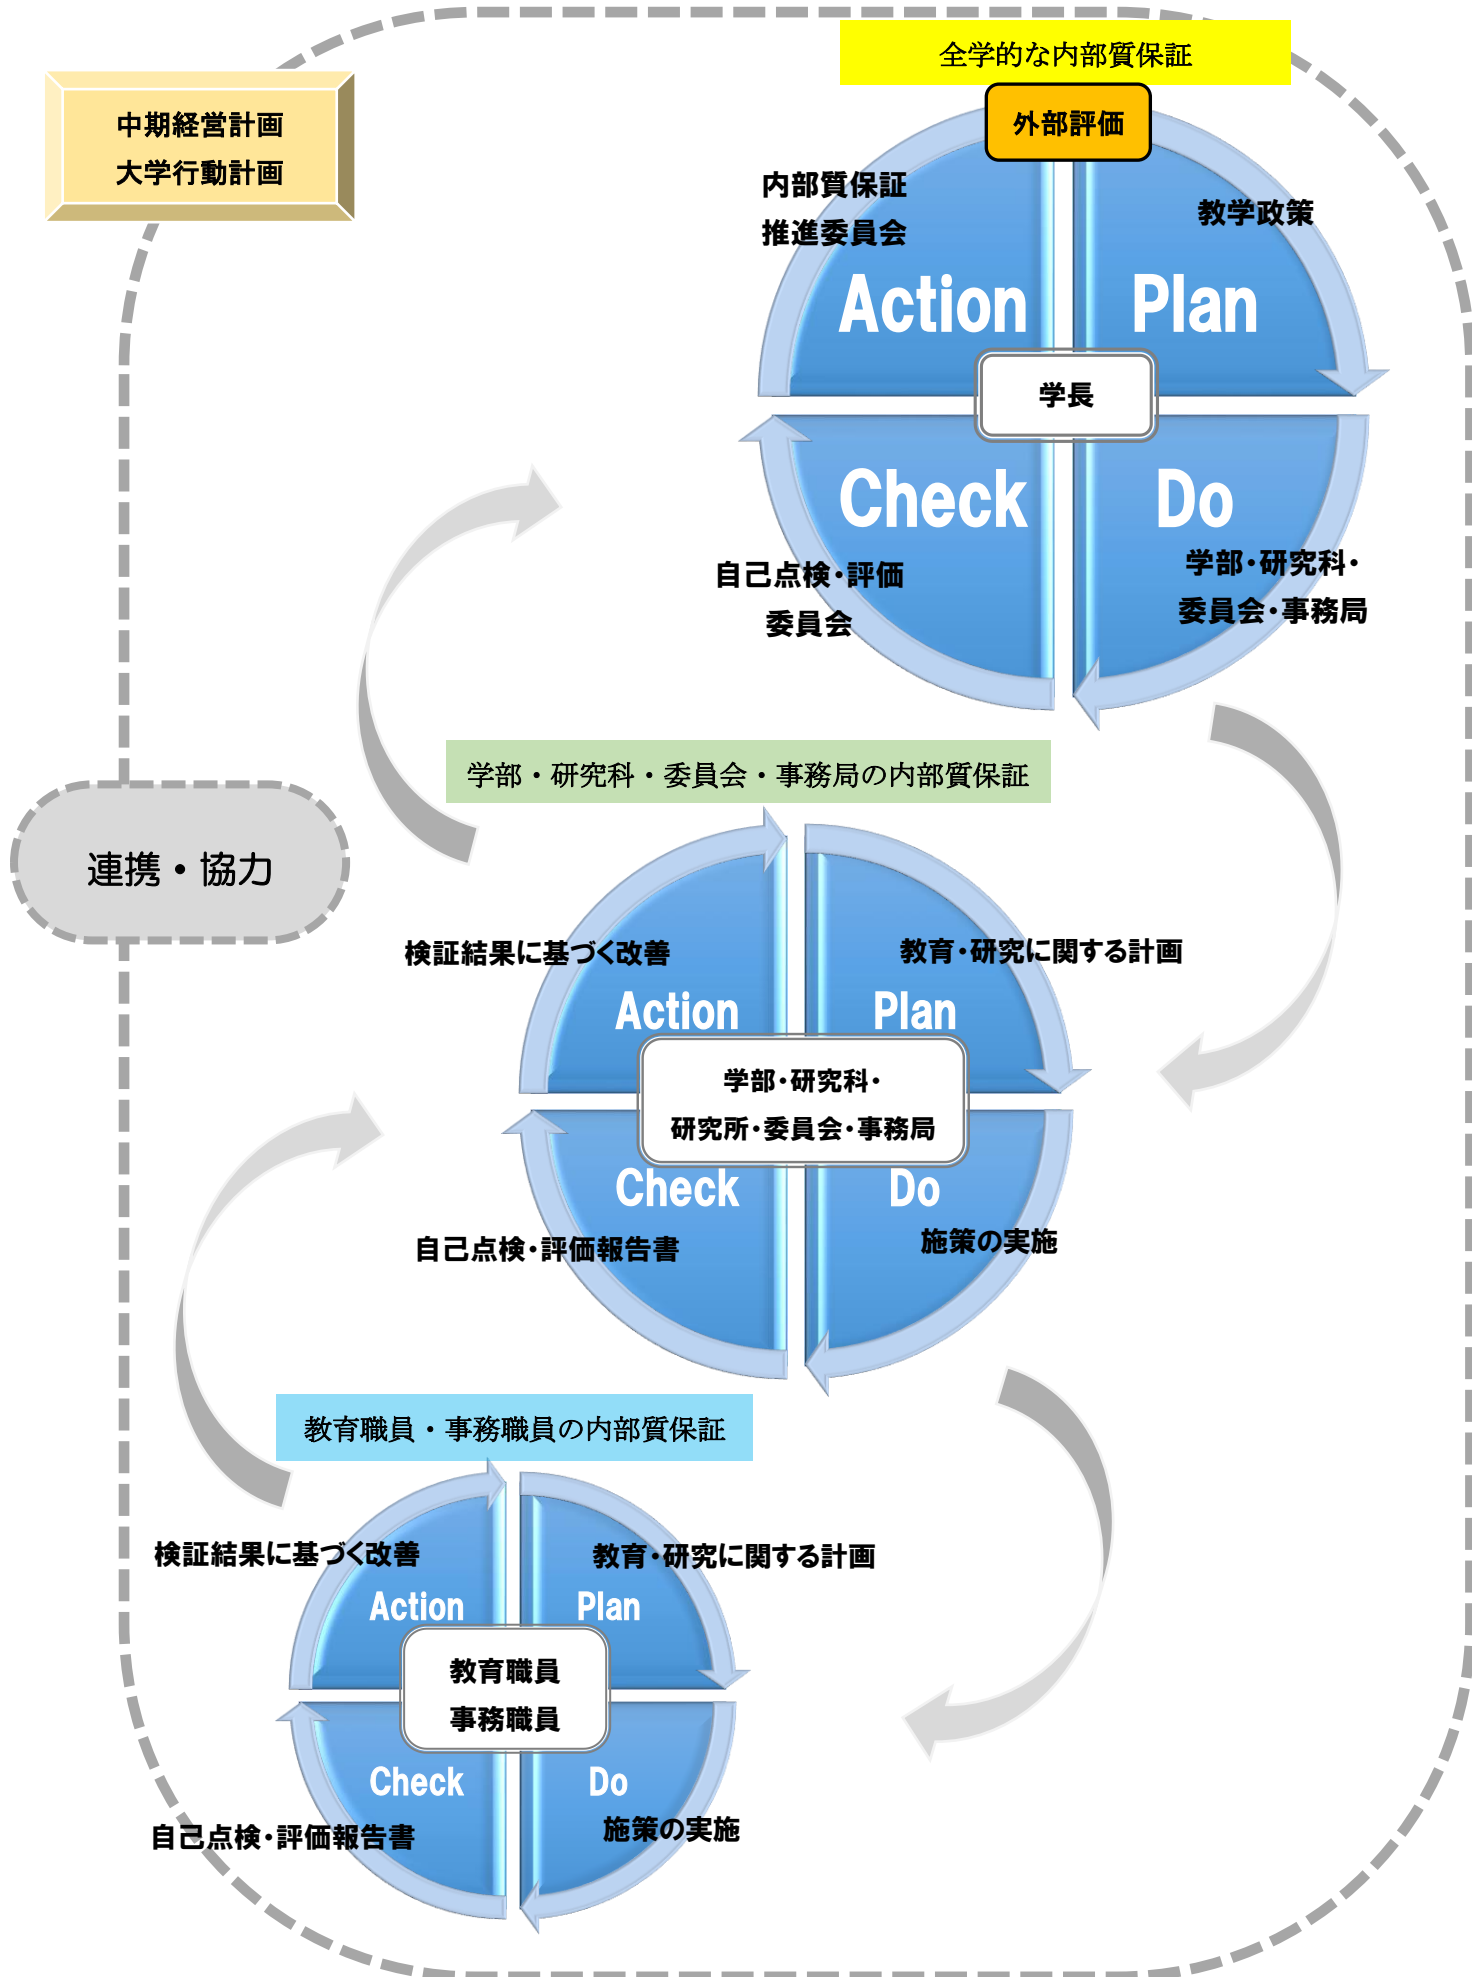 全学的な内部質保証
中期経営計画
大学行動計画
外部評価
内部質保証
推進委員会
教学政策
Action
Plan
学長
Check
Do
自己点検・評価
委員会
学部・研究科・
委員会・事務局
学部・研究科・委員会・事務局の内部質保証
連携・協力
検証結果に基づく改善
教育・研究に関する計画
Action
Plan
学部・研究科・
研究所・委員会・事務局
Check
Do
自己点検・評価報告書
施策の実施
教育職員・事務職員の内部質保証
検証結果に基づく改善
教育・研究に関する計画
Action
Plan
教育職員
事務職員
Check
Do
自己点検・評価報告書
施策の実施